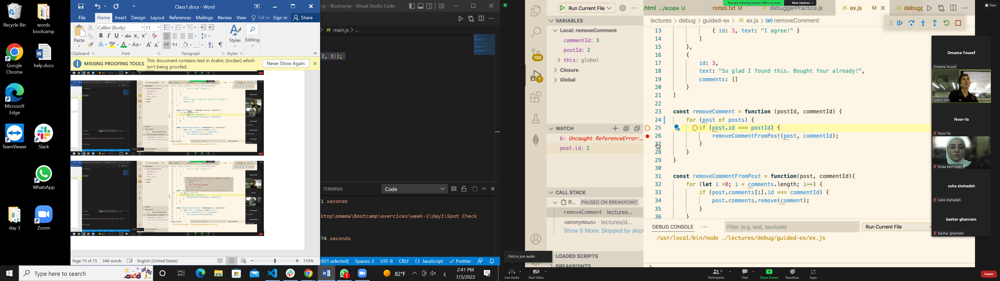 Recycle Bin
words
bootcamp
Google
Chrome
help.docx
Microsoft
Edge
TeamViewer
Slack
WhatsApp
day 3
Zoom
Class1.docx - Word
File
Home
Insert
Design
Layout
References
Mailings
Review
View
Tell m
Sign in
Share
Calibri (Body)
11
Paste
Styles
Editing
Clipboard
Font
Paragraph
Styles
MISSING PROOFING TOOLS
This document contains text in Arabic (Jordan) which
isn't being proofed.
Never Show Again
Page 15 of 15
348 words
English (United States)
110%
n.js - Bootcamp - Visual Studio Code
JS main.js > ...
2, 3));
TERMINAL
Code
1 seconds
ktop\omama\Bootcamp\exercices\week-2\day1\Spot Check
74 seconds
(821 selected)
Spaces: 2
UTF-8
CRLF
{} JavaScript
Prettier
Type here to search
82°F
ع
2:41 PM
7/3/2022
You are viewing Lotem Hiki's screen
View Options
View
Run Current File
.html .../scope U
notes.txt M
debuggerPractice.js
JS ex.js M
JS debugg
lectures > debug > guided-ex > JS ex.js > removeComment
VARIABLES
Local: removeComment
commentId: 3
postId: 2
this: global
Closure
Global
130
1
WATCH
b: Uncaught ReferenceError:...
post.id: 1
CALL STACK
R... PAUSED ON BREAKPOINT
removeComment lectures...
<anonymous> lectures/d...
Show 6 More: Skipped by skipl
LOADED SCRIPTS
BREAKPOINTS
13 { id: 3, text: "I agree!" }
14 ]
15 },
16 {
17 id: 3,
18 text: "So glad I found this. Bought four already!",
19 comments: []
20 }
21 ]
22
23 const removeComment = function (postId, commentId) {
24 for (post of posts) {
25 if (post.id === postId) {
26 removeCommentFromPost(post, commentId);
27 }
28 }
29 }
30
31 const removeCommentFromPost = function(post, commentId){
32 for (let i =0; i < comments.length; i++) {
33 if (post.comments[i].id === commentId) {
34 post.comments.remove(comment);
35 }
36 }
DEBUG CONSOLE
Filter (e.g. text, !exclude)
Run Current File
/usr/local/bin/node ./lectures/debug/guided-ex/ex.js
Omama Yousef
Omama Yousef
Lotem Hiki
Noor-fa
Noor-fa
Roaa Bani odeh
suha shehadeh
suha shehadeh
bashar ghannam
bashar ghannam
Click to join audio
Join Audio
Start Video
Participants
9
Chat
Share Screen
Reactions
Apps
Leave